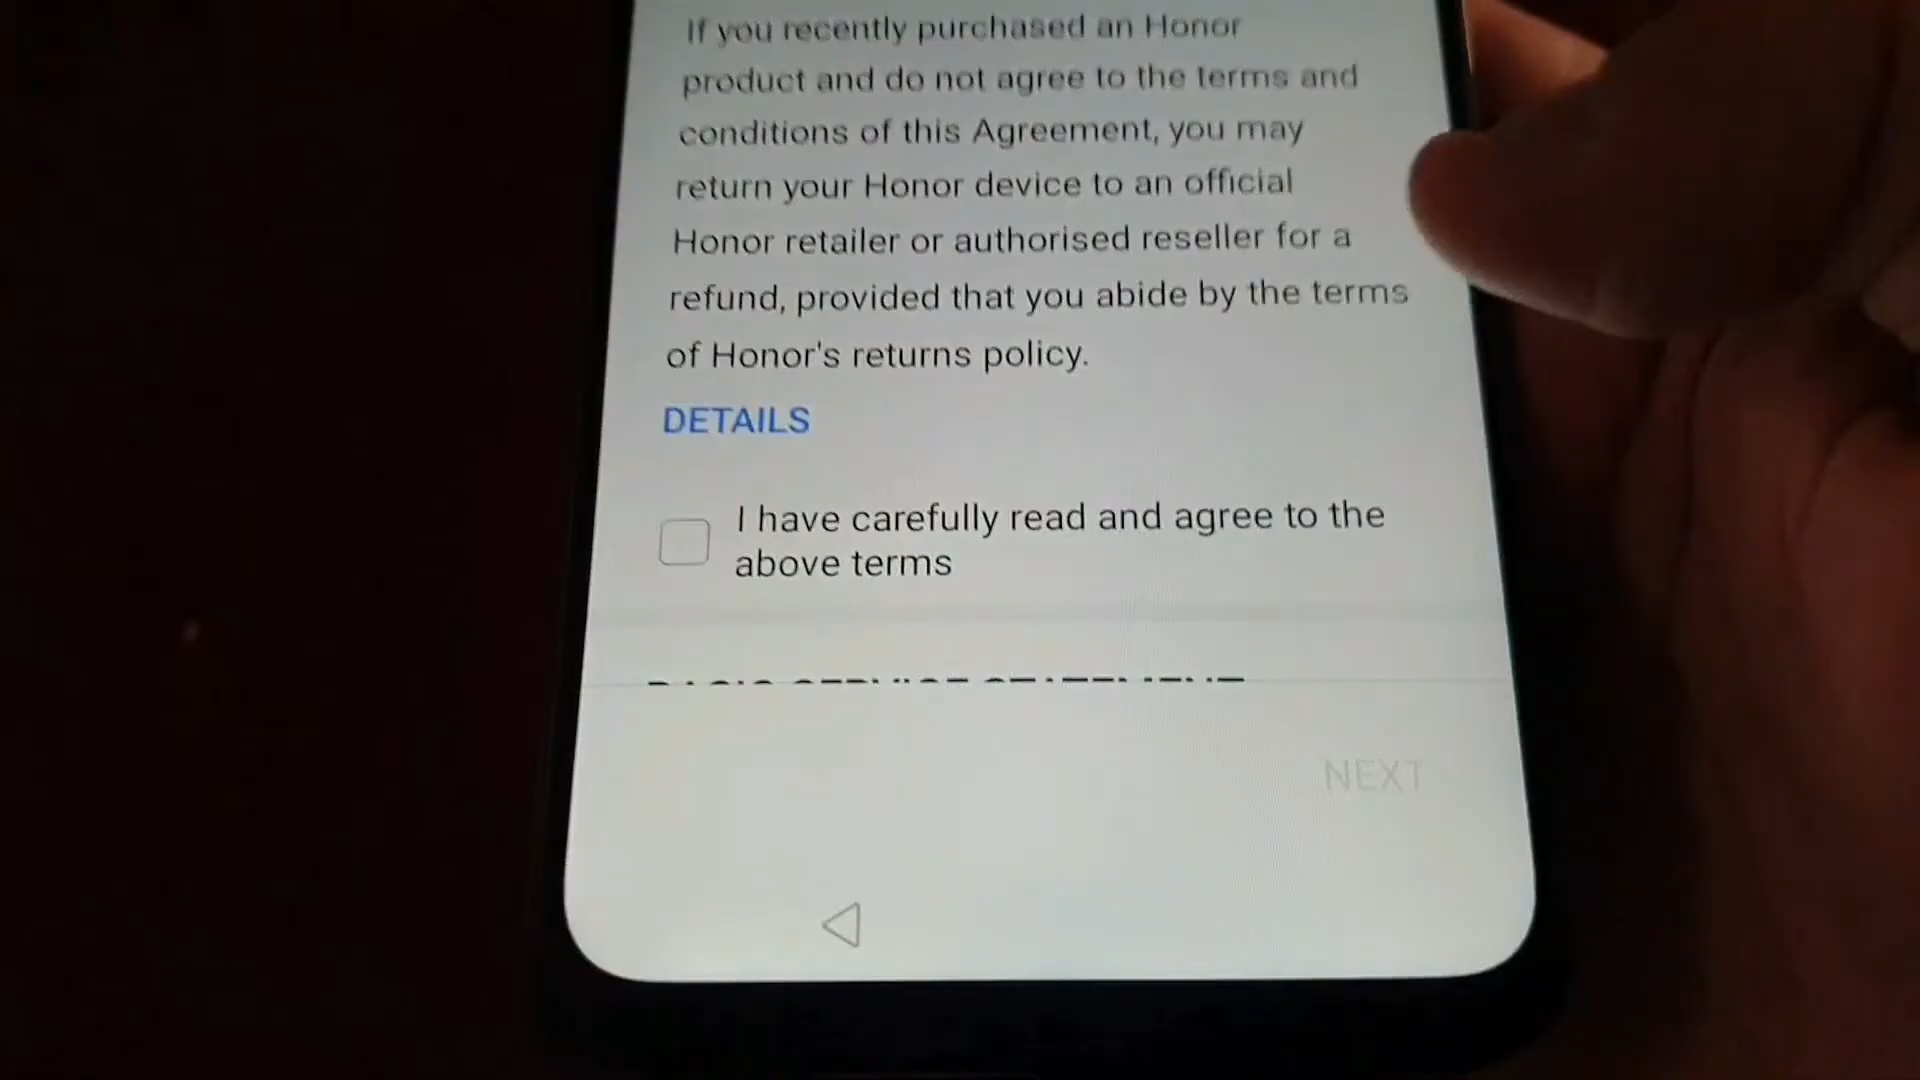 If you recently purchased an Honor
product and do not agree to the terms and
conditions of this Agreement, you may
return your Honor device to an official
Honor retailer or authorised reseller for a
refund, provided that you abide by the terms
of Honor's returns policy.
DETAILS
I have carefully read and agree to the
above terms
NEXT